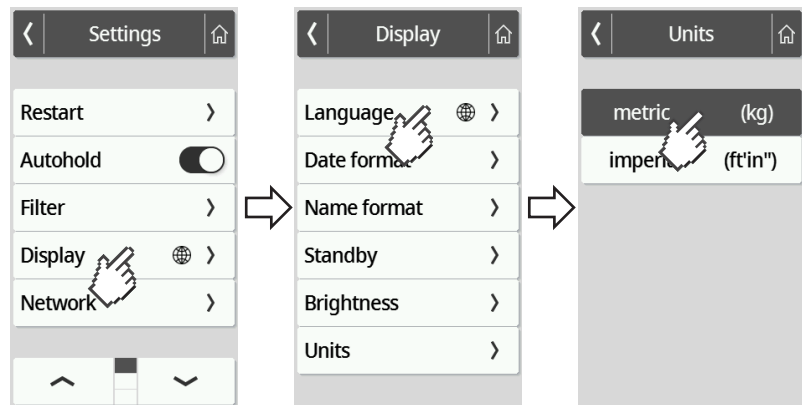 Settings
Restart
Autohold
Filter
Display
Network
Display
Language
Date format
Name format
Standby
Brightness
Units
Units
metric (kg)
(ft'in")